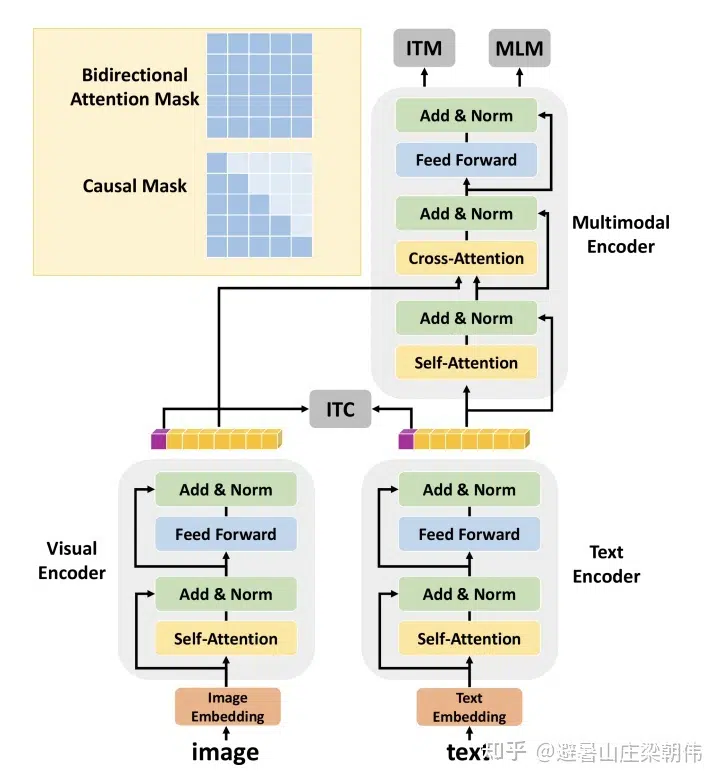 Bidirectional
Attention Mask
Causal Mask
ITM
MLM
Add & Norm
Feed Forward
Add & Norm
Cross-Attention
Add & Norm
Self-Attention
Multimodal
Encoder
ITC
Visual
Encoder
Add & Norm
Feed Forward
Add & Norm
Self-Attention
Image
Embedding
image
Add & Norm
Feed Forward
Add & Norm
Self-Attention
Text
Encoder
Text
Embedding
text
知乎 @避暑山庄梁朝伟